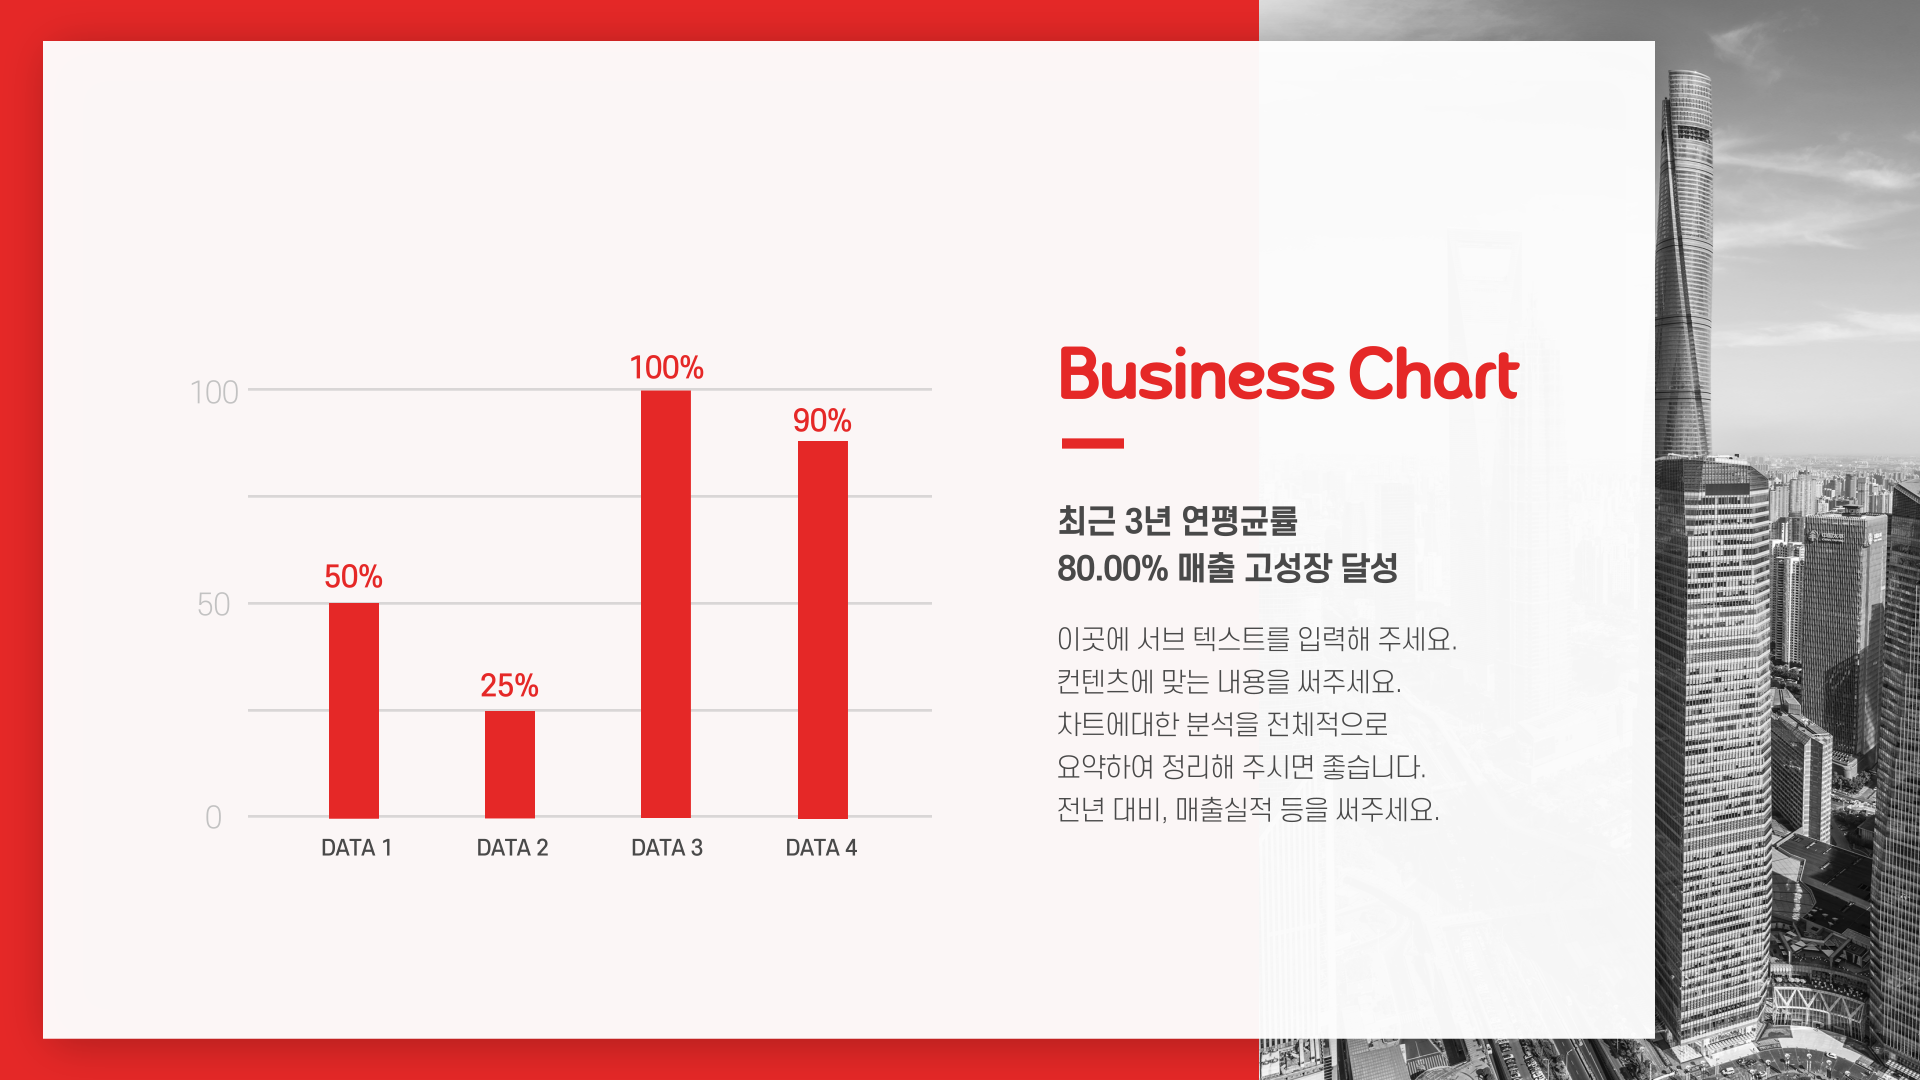 100%
100
90%
50%
50
25%
0
DATA 1 DATA 2 DATA 3 DATA 4
Business Chart
최근 3년 연평균률
80.00% 매출 고성장 달성
이곳에 서브 텍스트를 입력해 주세요.
컨텐츠에 맞는 내용을 써주세요.
차트에대한 분석을 전체적으로
요약하여 정리해 주시면 좋습니다.
전년 대비, 매출실적 등을 써주세요.